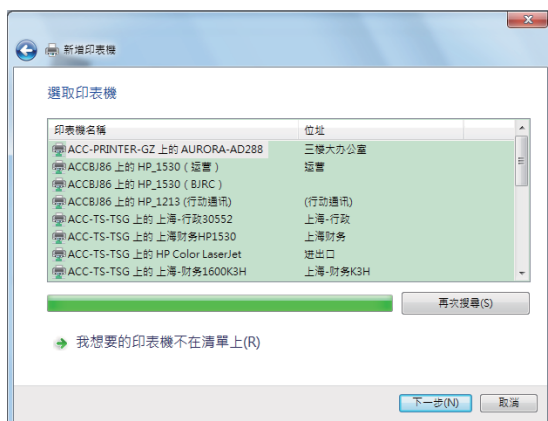 新增印表機
選取印表機
印表機名稱 位址
ACC-PRINTER-GZ 上的 AURORA-AD288 三楼大办公室
ACCBJ86 上的 HP_1530 ( 运营 ) 运营
ACCBJ86 上的 HP_1530 ( BJRC )
ACCBJ86 上的 HP_1213 (行动通讯) (行动通讯)
ACC-TS-TSG 上的 上海-行政30552 上海-行政
ACC-TS-TSG 上的 上海财务HP1530 上海财务
ACC-TS-TSG 上的 HP Color LaserJet 进出口
ACC-TS-TSG 上的 上海-财务1600K3H 上海-财务K3H
再次搜尋(S)
我想要的印表機不在清單上(R)
下一步(N) 取消